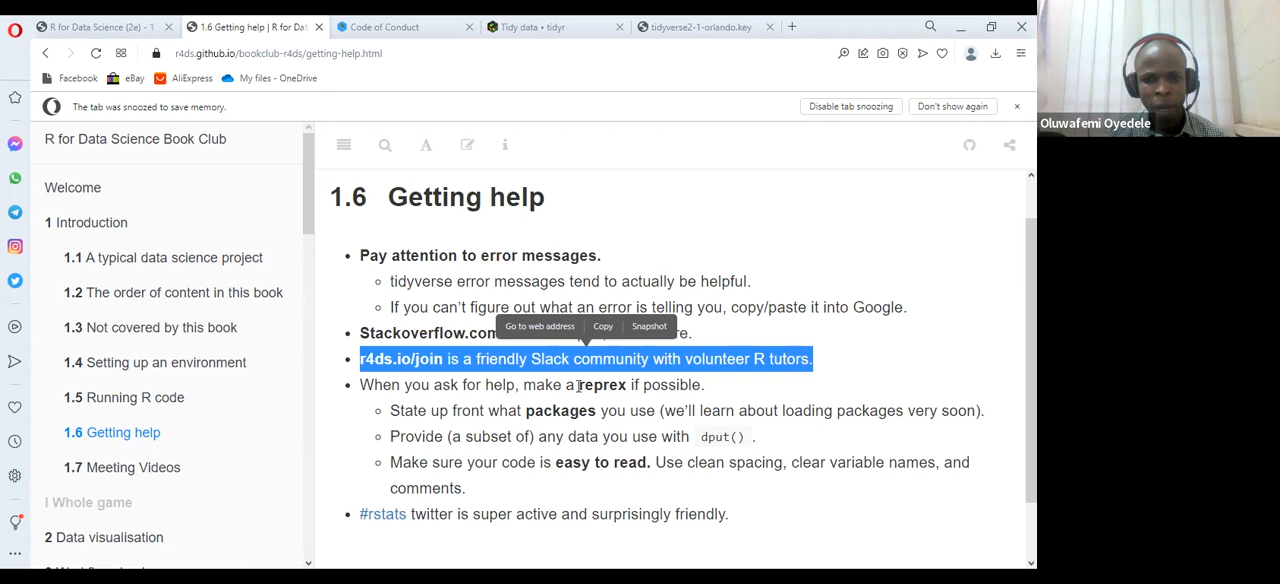 R for Data Science (2e) - 1
1.6 Getting help | R for Dat
Code of Conduct
Tidy data • tidyr
tidyverse2-1-orlando.key
r4ds.github.io/bookclub-r4ds/getting-help.html
Facebook
eBay
AliExpress
My files - OneDrive
The tab was snoozed to save memory.
Disable tab snoozing
Don't show again
Oluwafemi Oyedele
R for Data Science Book Club
Welcome
1 Introduction
1.1 A typical data science project
1.2 The order of content in this book
1.3 Not covered by this book
1.4 Setting up an environment
1.5 Running R code
1.6 Getting help
1.7 Meeting Videos
I Whole game
2 Data visualisation
1.6 Getting help
• Pay attention to error messages.
tidyverse error messages tend to actually be helpful.
If you can't figure out what an error is telling you, copy/paste it into Google.
Go to web address
Copy
Snapshot
• Stackoverflow.com
• r4ds.io/join is a friendly Slack community with volunteer R tutors.
• When you ask for help, make a reprex if possible.
State up front what packages you use (we'll learn about loading packages very soon).
Provide (a subset of) any data you use with dput() .
Make sure your code is easy to read. Use clean spacing, clear variable names, and
comments.
• #rstats twitter is super active and surprisingly friendly.